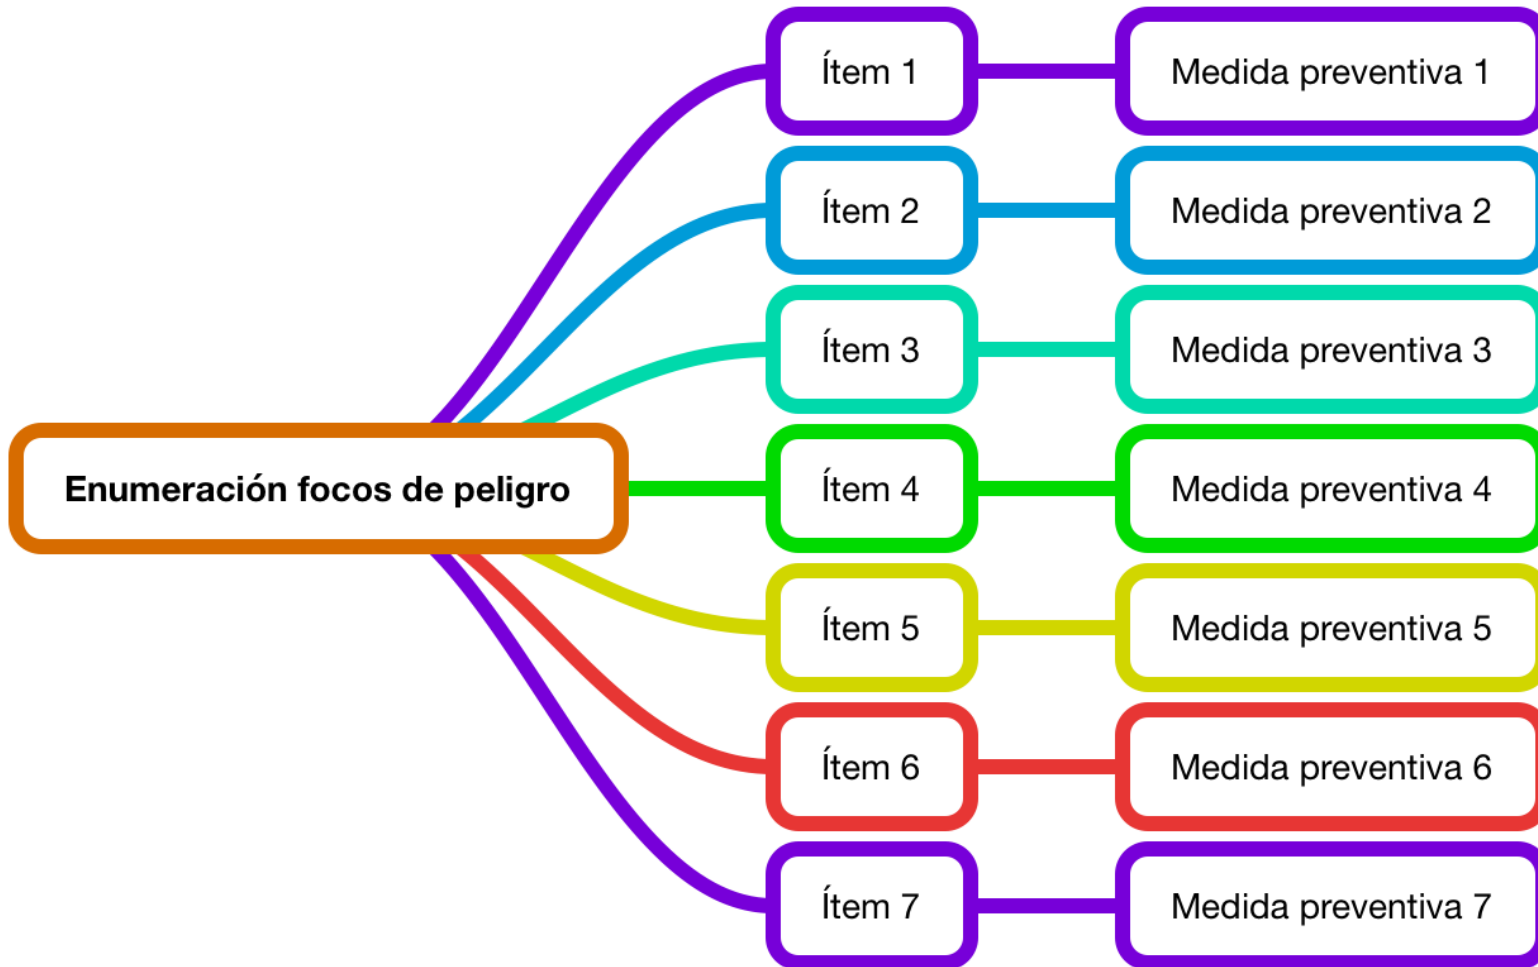 Enumeración focos de peligro
Ítem 1
Medida preventiva 1
Ítem 2
Medida preventiva 2
Ítem 3
Medida preventiva 3
Ítem 4
Medida preventiva 4
Ítem 5
Medida preventiva 5
Ítem 6
Medida preventiva 6
Ítem 7
Medida preventiva 7